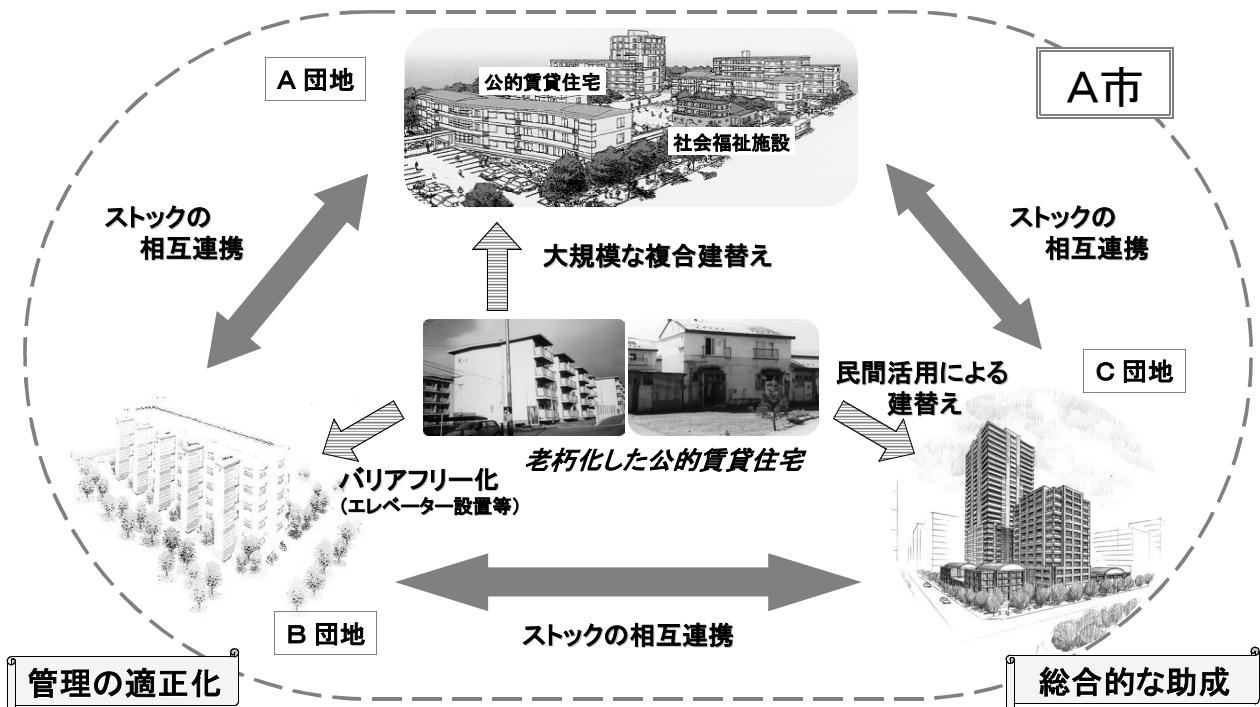 A市
A団地
公的賃貸住宅
社会福祉施設
ストックの
相互連携
ストックの
相互連携
大規模な複合建替え
民間活用による
建替え
C団地
老朽化した公的賃貸住宅
バリアフリー化
(エレベーター設置等)
B団地
ストックの相互連携
管理の適正化
総合的な助成